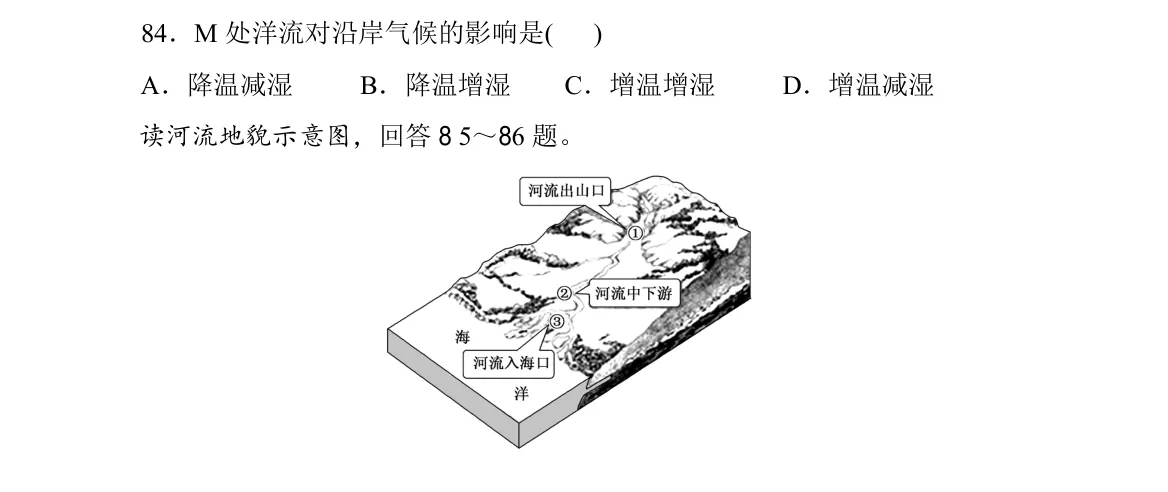 84．M 处洋流对沿岸气候的影响是(　　)
A．降温减湿　　B．降温增湿　　C．增温增湿　　D．增温减湿
读河流地貌示意图，回答 8 5～86 题。
河流出山口
①
② 河流中下游
③
海
河流入海口
洋